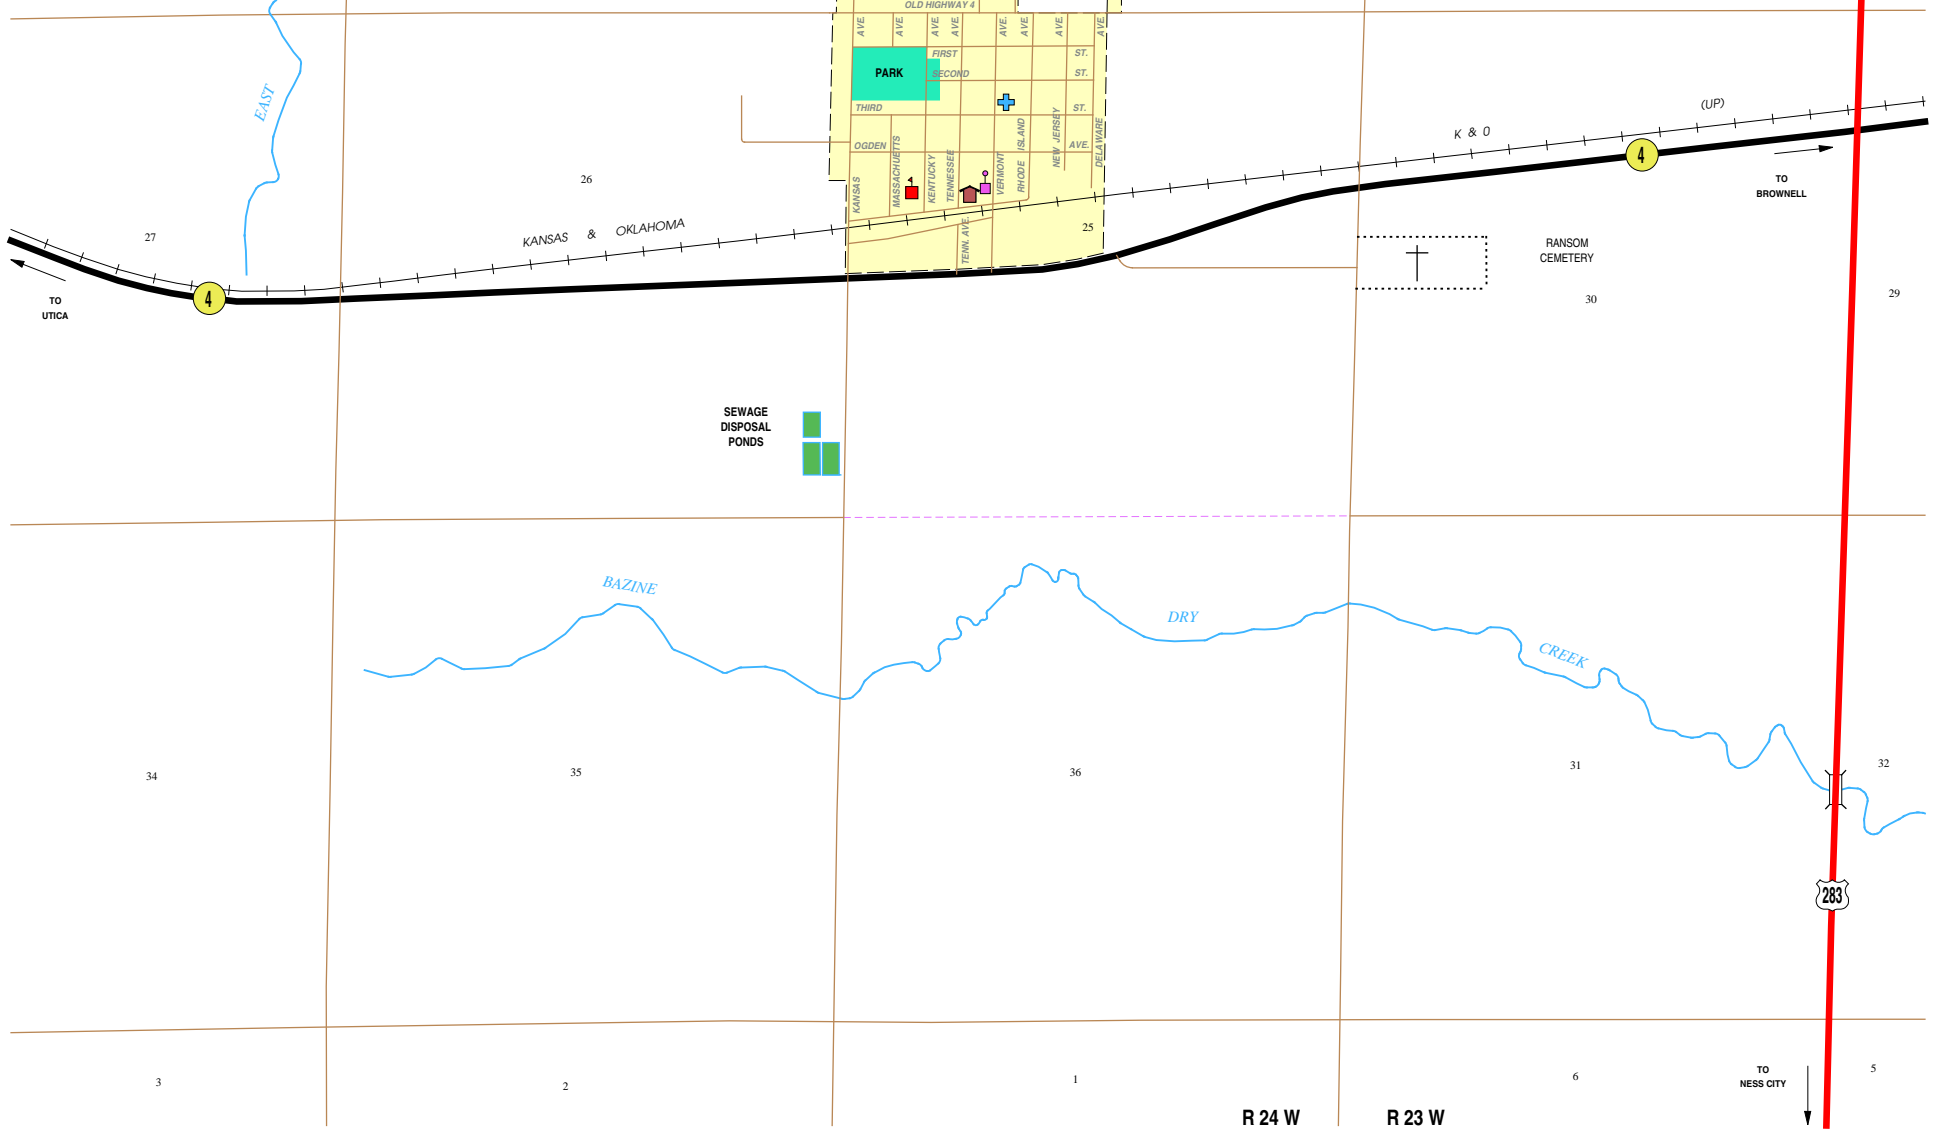 OLD HIGHWAY 4
AVE.
AVE.
AVE.
AVE.
AVE.
AVE.
AVE.
AVE.
FIRST ST.
PARK
SECOND ST.
THIRD ST.
OGDEN AVE.
KANSAS
MASSACHUETTS
KENTUCKY
TENNESSEE
VERMONT
RHODE ISLAND
NEW JERSEY
DELAWARE
TENN. AVE.
EAST
(UP)
K & O
4
TO
BROWNELL
26
27
KANSAS & OKLAHOMA
25
RANSOM
CEMETERY
4
TO
UTICA
30
29
SEWAGE
DISPOSAL
PONDS
BAZINE
DRY
CREEK
34
35
36
31
32
283
3
2
1
6
5
TO
NESS CITY
R 24 W
R 23 W